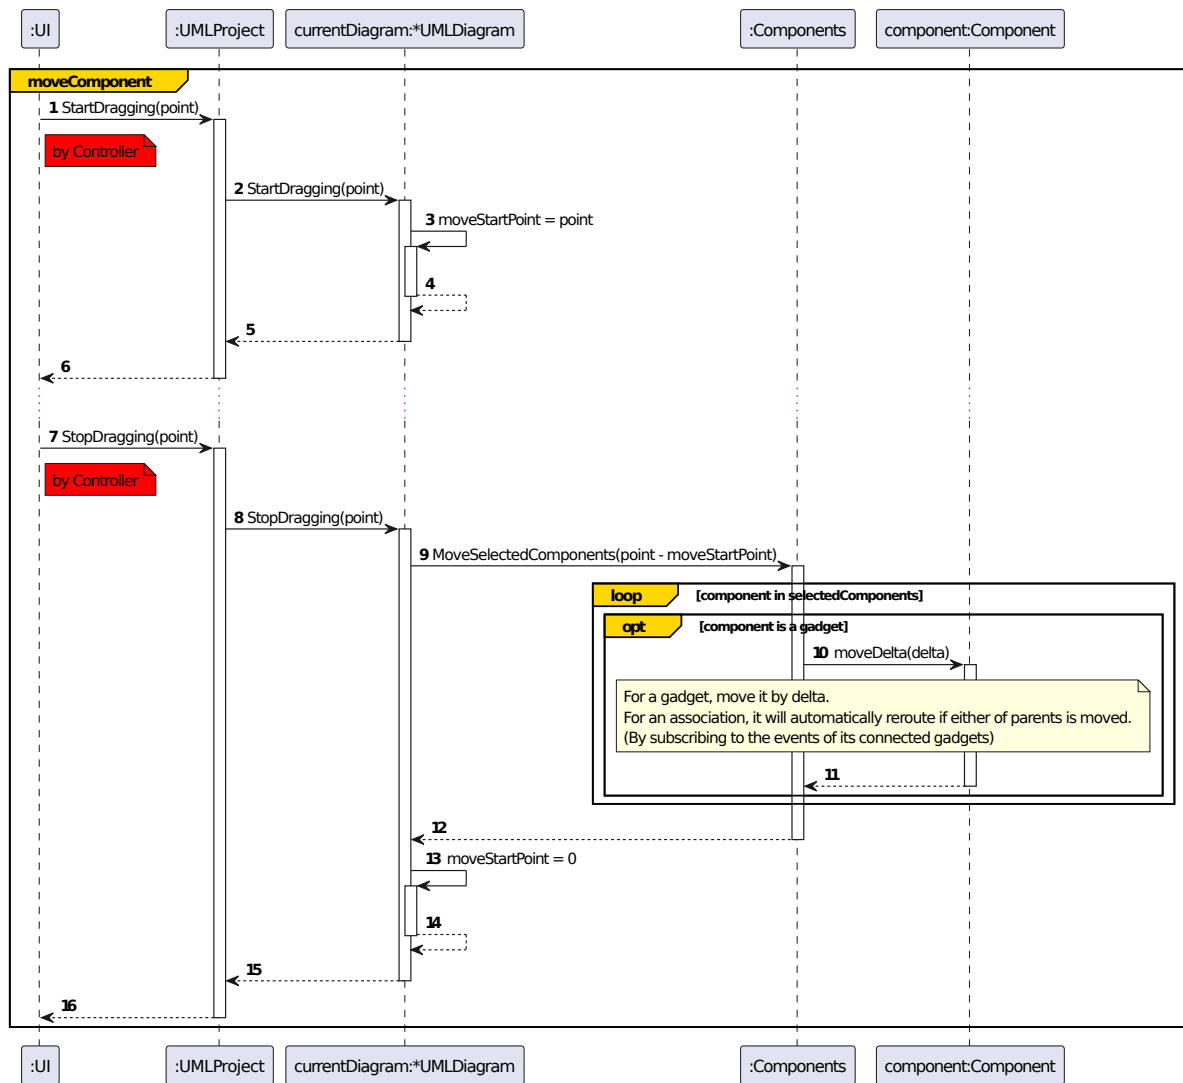 :UI
:UMLProject
currentDiagram:*UMLDiagram
:Components
component:Component
moveComponent
1 StartDragging(point)
by Controller
2 StartDragging(point)
3 moveStartPoint = point
4
5
6
7 StopDragging(point)
by Controller
8 StopDragging(point)
9 MoveSelectedComponents(point - moveStartPoint)
loop [component in selectedComponents]
opt [component is a gadget]
10 moveDelta(delta)
For a gadget, move it by delta.
For an association, it will automatically reroute if either of parents is moved.
(By subscribing to the events of its connected gadgets)
11
12
13 moveStartPoint = 0
14
15
16
:UI
:UMLProject
currentDiagram:*UMLDiagram
:Components
component:Component